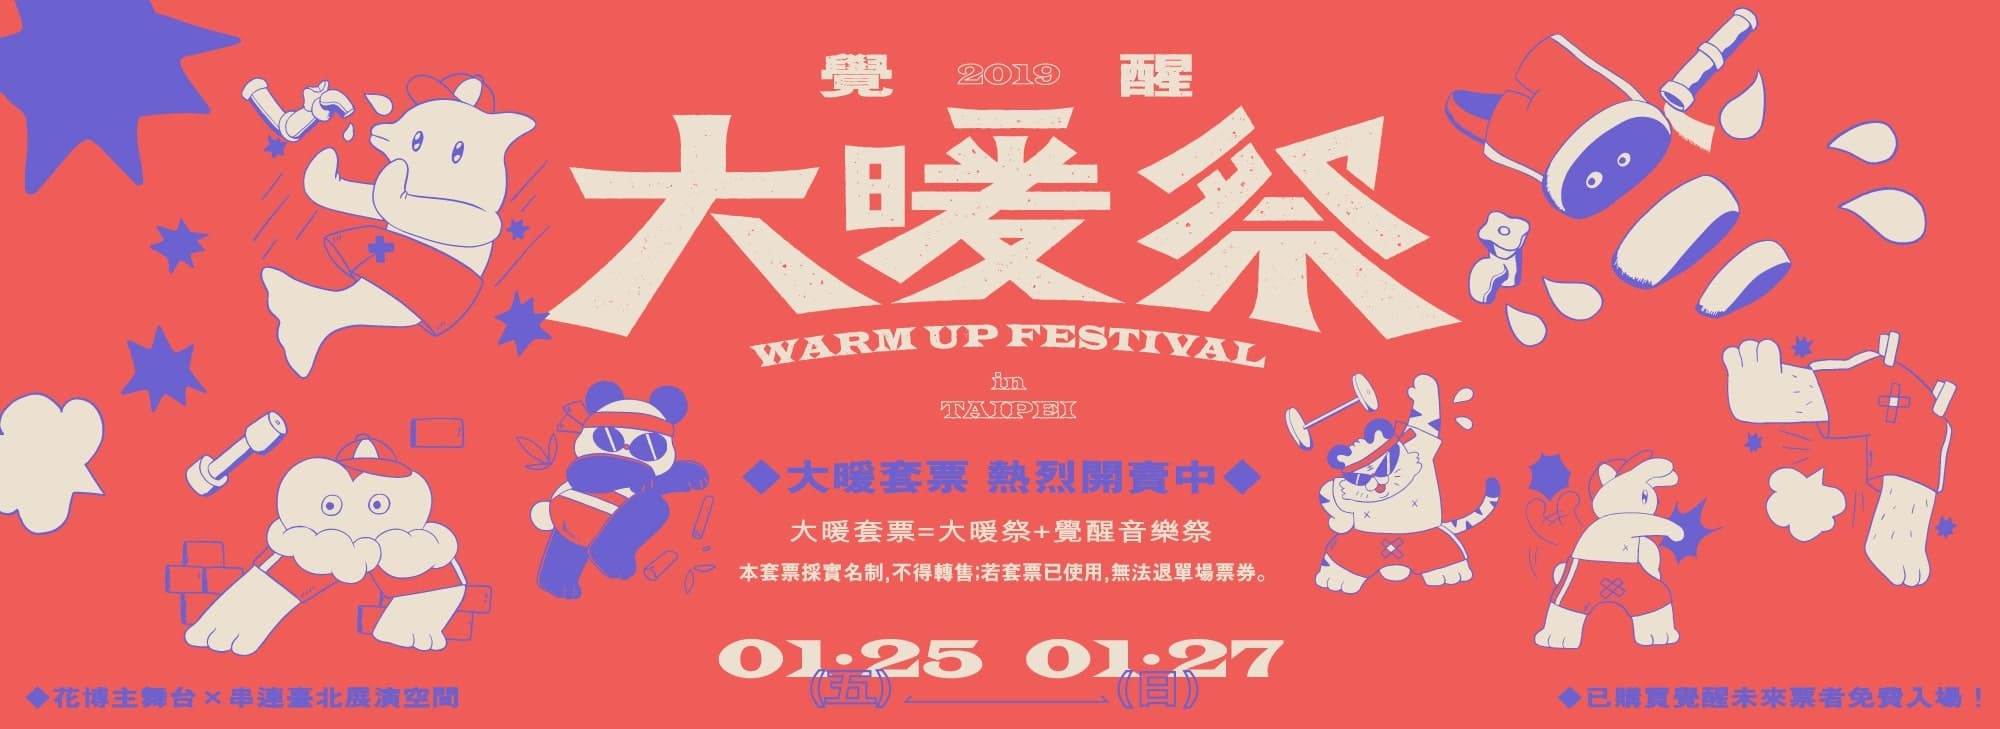 覺 2019 醒
大暖祭
WARM UP FESTIVAL
in
TAIPEI
◆大暖套票 熱烈開賣中◆
大暖套票=大暖祭+覺醒音樂祭
本套票採實名制,不得轉售;若套票已使用,無法退單場票券。
01.25 01.27
(五) (日)
◆花博主舞台×串連臺北展演空間
◆已購買覺醒未來票者免費入場!